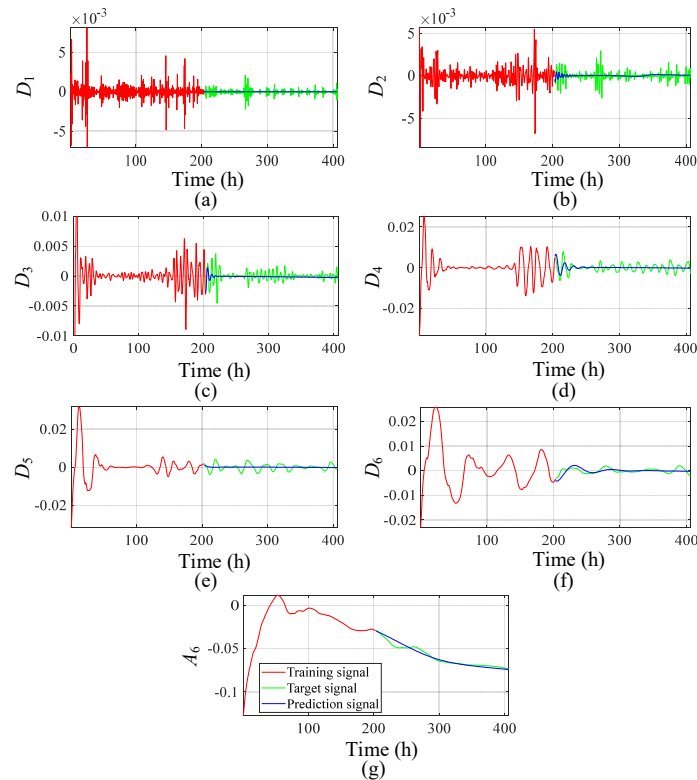 ×10⁻³ ×10⁻³
5 5
D₁ 0 D₂ 0
-5 -5
100 200 300 400 100 200 300 400
Time (h) Time (h)
(a) (b)
0.01
0.005 0.02
D₃ 0 D₄ 0
-0.005 -0.02
-0.01
0 100 200 300 400 100 200 300 400
Time (h) Time (h)
(c) (d)
0.02 0.02
0.01
D₅ 0 D₆ 0
-0.01
-0.02 -0.02
100 200 300 400 100 200 300 400
Time (h) Time (h)
(e) (f)
0
A₆ -0.05
-0.1
Training signal
Target signal
Prediction signal
100 200 300 400
Time (h)
(g)